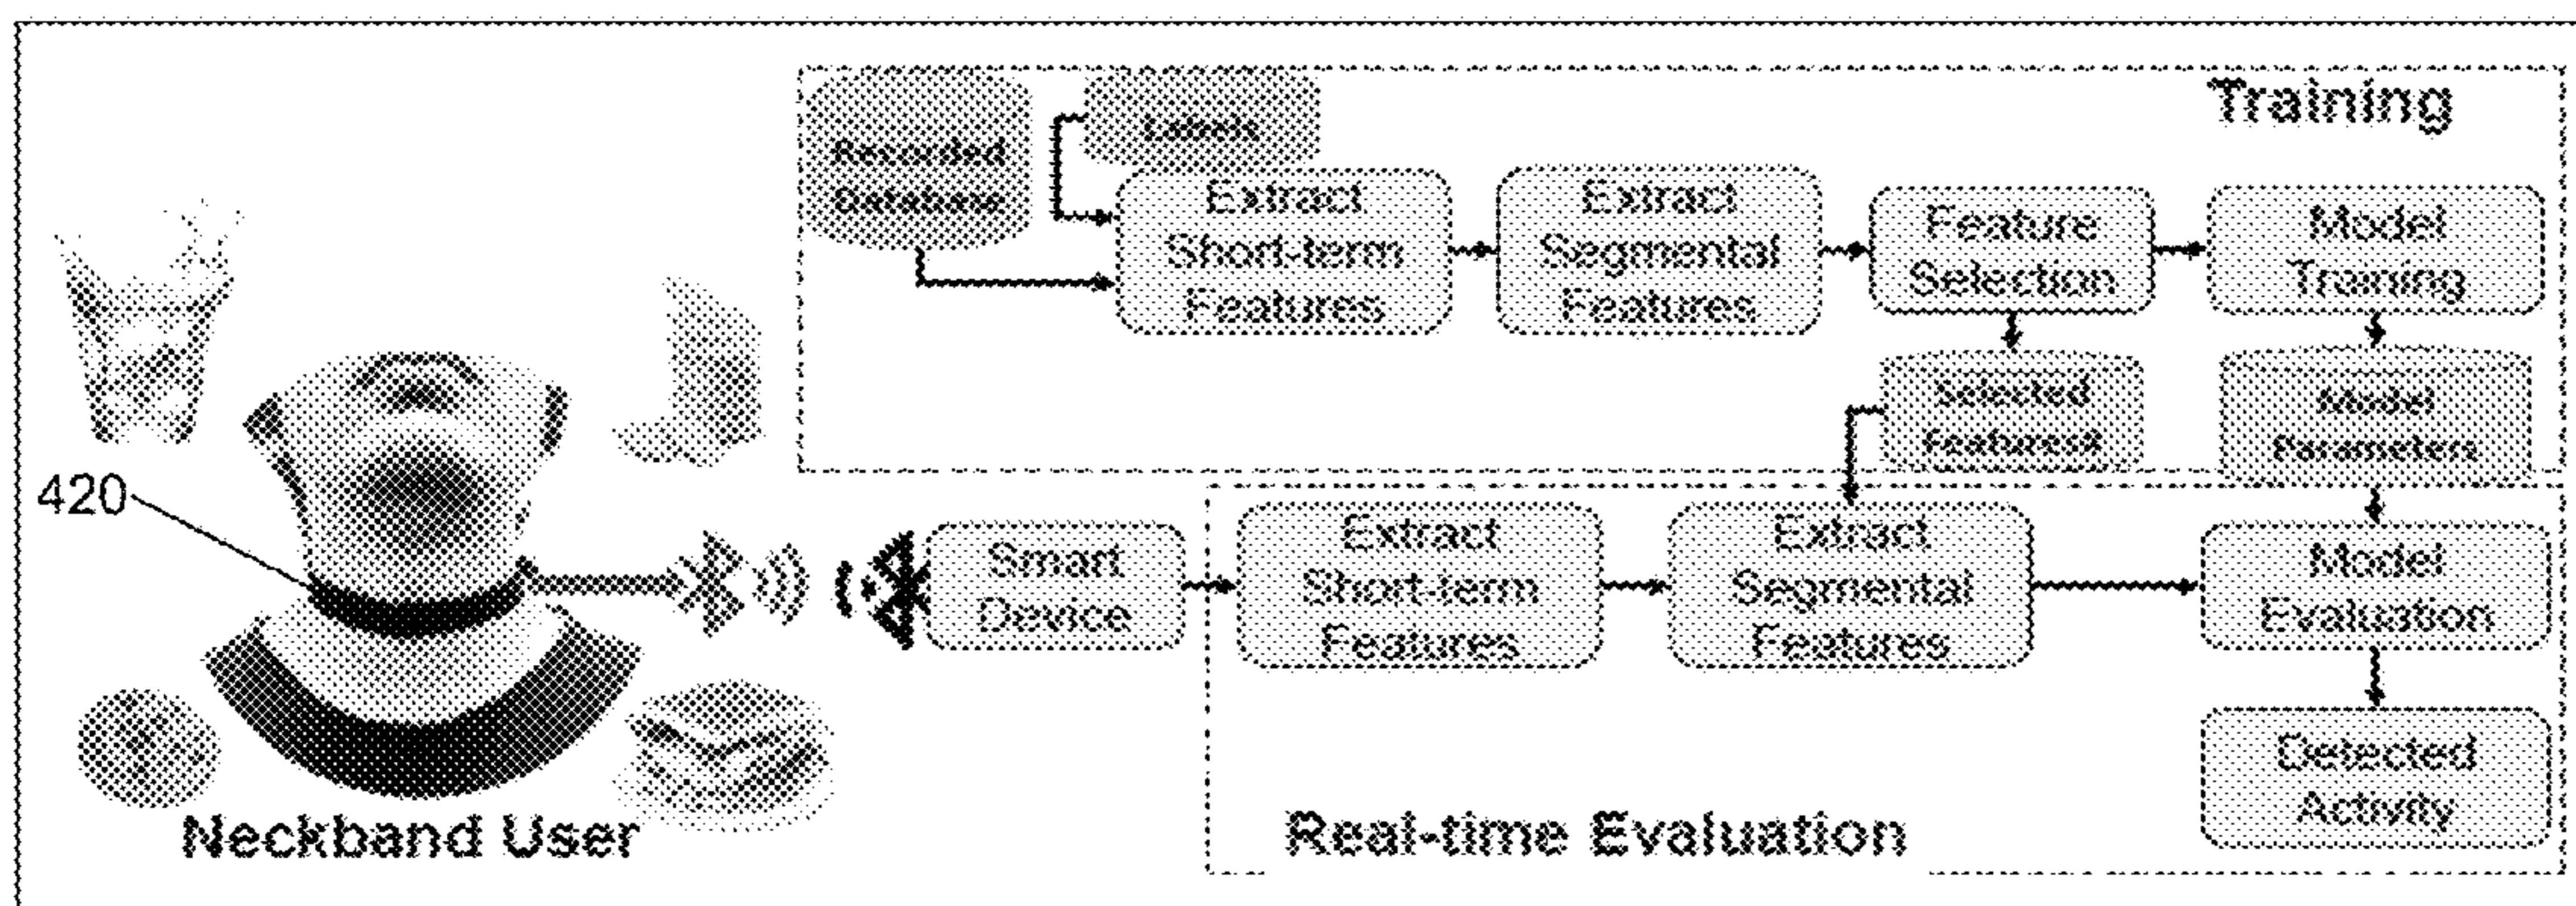 Training
Recorded
Database
Labels
Extract
Short-term
Features
Extract
Segmental
Features
Feature
Selection
Model
Training
Selected
Features#
Model
Parameters
420
Smart
Device
Extract
Short-term
Features
Extract
Segmental
Features
Model
Evaluation
Detected
Activity
Neckband User
Real-time Evaluation